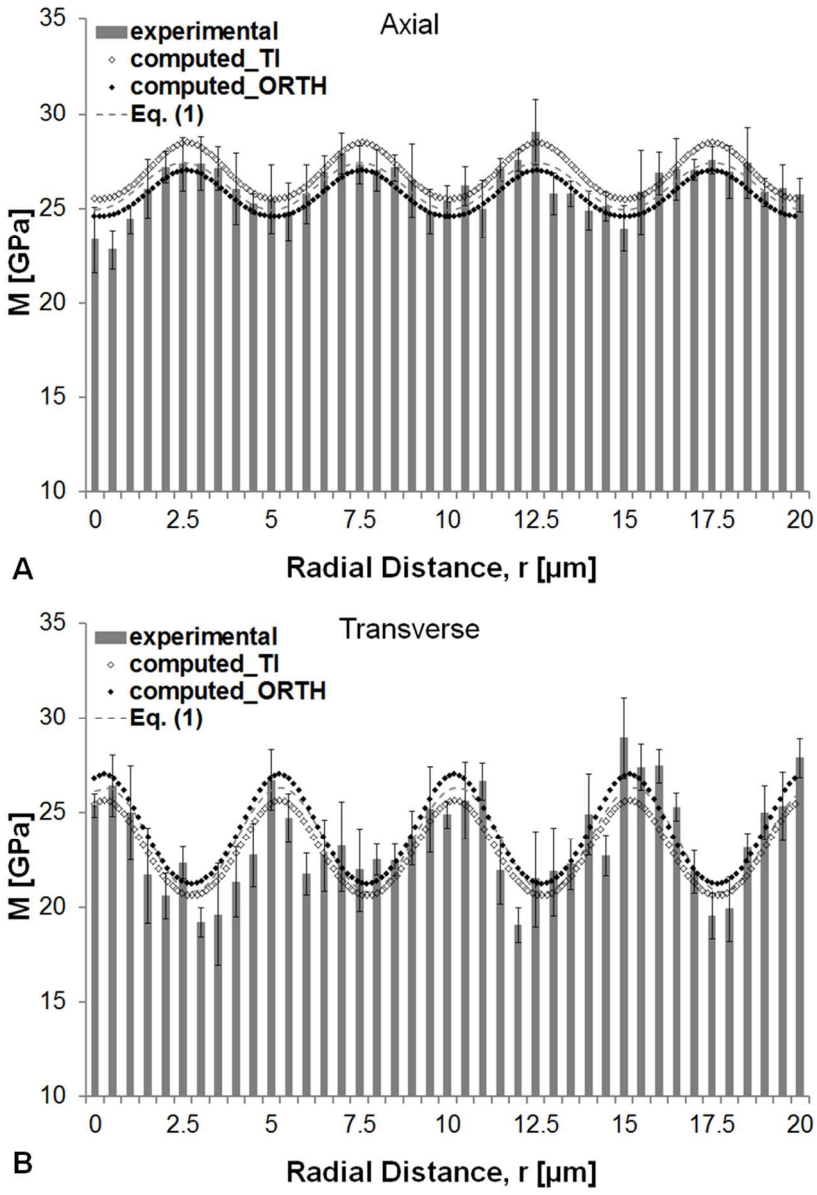 35
30
25
20
15
10
M [GPa]
Axial
experimental
computed_TI
computed_ORTH
Eq. (1)
0 2.5 5 7.5 10 12.5 15 17.5 20
Radial Distance, r [µm]
A
35
30
25
20
15
10
M [GPa]
Transverse
experimental
computed_TI
computed_ORTH
Eq. (1)
0 2.5 5 7.5 10 12.5 15 17.5 20
Radial Distance, r [µm]
B